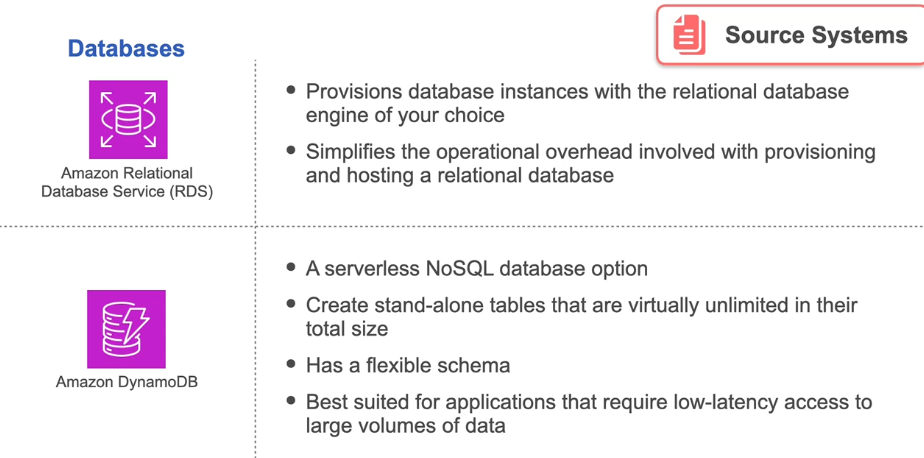 Source Systems
Databases
Amazon Relational
Database Service (RDS)
• Provisions database instances with the relational database
engine of your choice
• Simplifies the operational overhead involved with provisioning
and hosting a relational database
Amazon DynamoDB
• A serverless NoSQL database option
• Create stand-alone tables that are virtually unlimited in their
total size
• Has a flexible schema
• Best suited for applications that require low-latency access to
large volumes of data